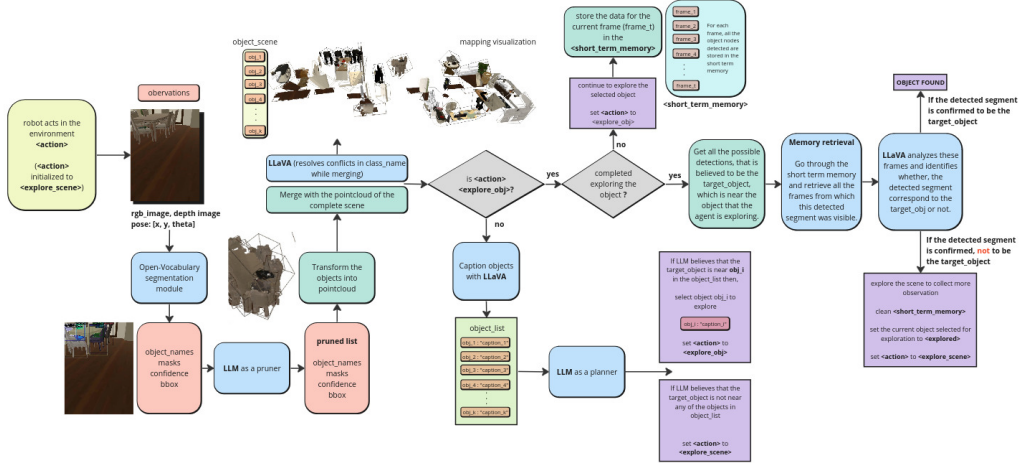 robot acts in the
environment
<action>
(<action>
initialized to
<explore_scene>)
obervations
rgb_image, depth image
pose: [x, y, theta]
Open-Vocabulary
segmentation
module
object_names
masks
confidence
bbox
LLM as a pruner
pruned list
object_names
masks
confidence
bbox
Transform the
objects into
pointcloud
Merge with the pointcloud of the
complete scene
LLaVA (resolves conflicts in class_name
while merging)
object_scene
obj_1
obj_2
obj_3
obj_4
obj_k
mapping visualization
is <action>
<explore_obj>?
yes
no
Caption objects
with LLaVA
object_list
obj_1 : "caption_1"
obj_2 : "caption_2"
obj_3 : "caption_3"
obj_4 : "caption_4"
obj_k : "caption_k"
LLM as a planner
If LLM believes that the
target_object is near obj_i
in the object_list then,
select object obj_i to
explore
obj_i : "caption_i"
set <action> to
<explore_obj>
If LLM believes that the
target_object is not near
any of the objects in
object_list
set <action> to
<explore_scene>
completed
exploring the
object ?
no
yes
continue to explore the
selected object
set <action> to
<explore_obj>
store the data for the
current frame (frame_t)
in the
<short_term_memory>
frame_1
frame_2
frame_3
frame_4
frame_t
For each
frame, all the
object nodes
detected are
stored in the
short term
memory
<short_term_memory>
Get all the possible
detections, that is
believed to be the
target_object,
which is near the
object that the
agent is exploring.
Memory retrieval
Go through the
short term memory
and retrieve all the
frames from which
this detected
segment was visible.
LLaVA analyzes these
frames and identifies
whether, the
detected segment
correspond to the
target_obj or not.
OBJECT FOUND
If the detected segment
is confirmed to be the
target_object
If the detected segment
is confirmed, not to be
the target_object
explore the scene to collect more
observation
clean <short_term_memory>
set the current object selected for
exploration to <explored>
set <action> to <explore_scene>